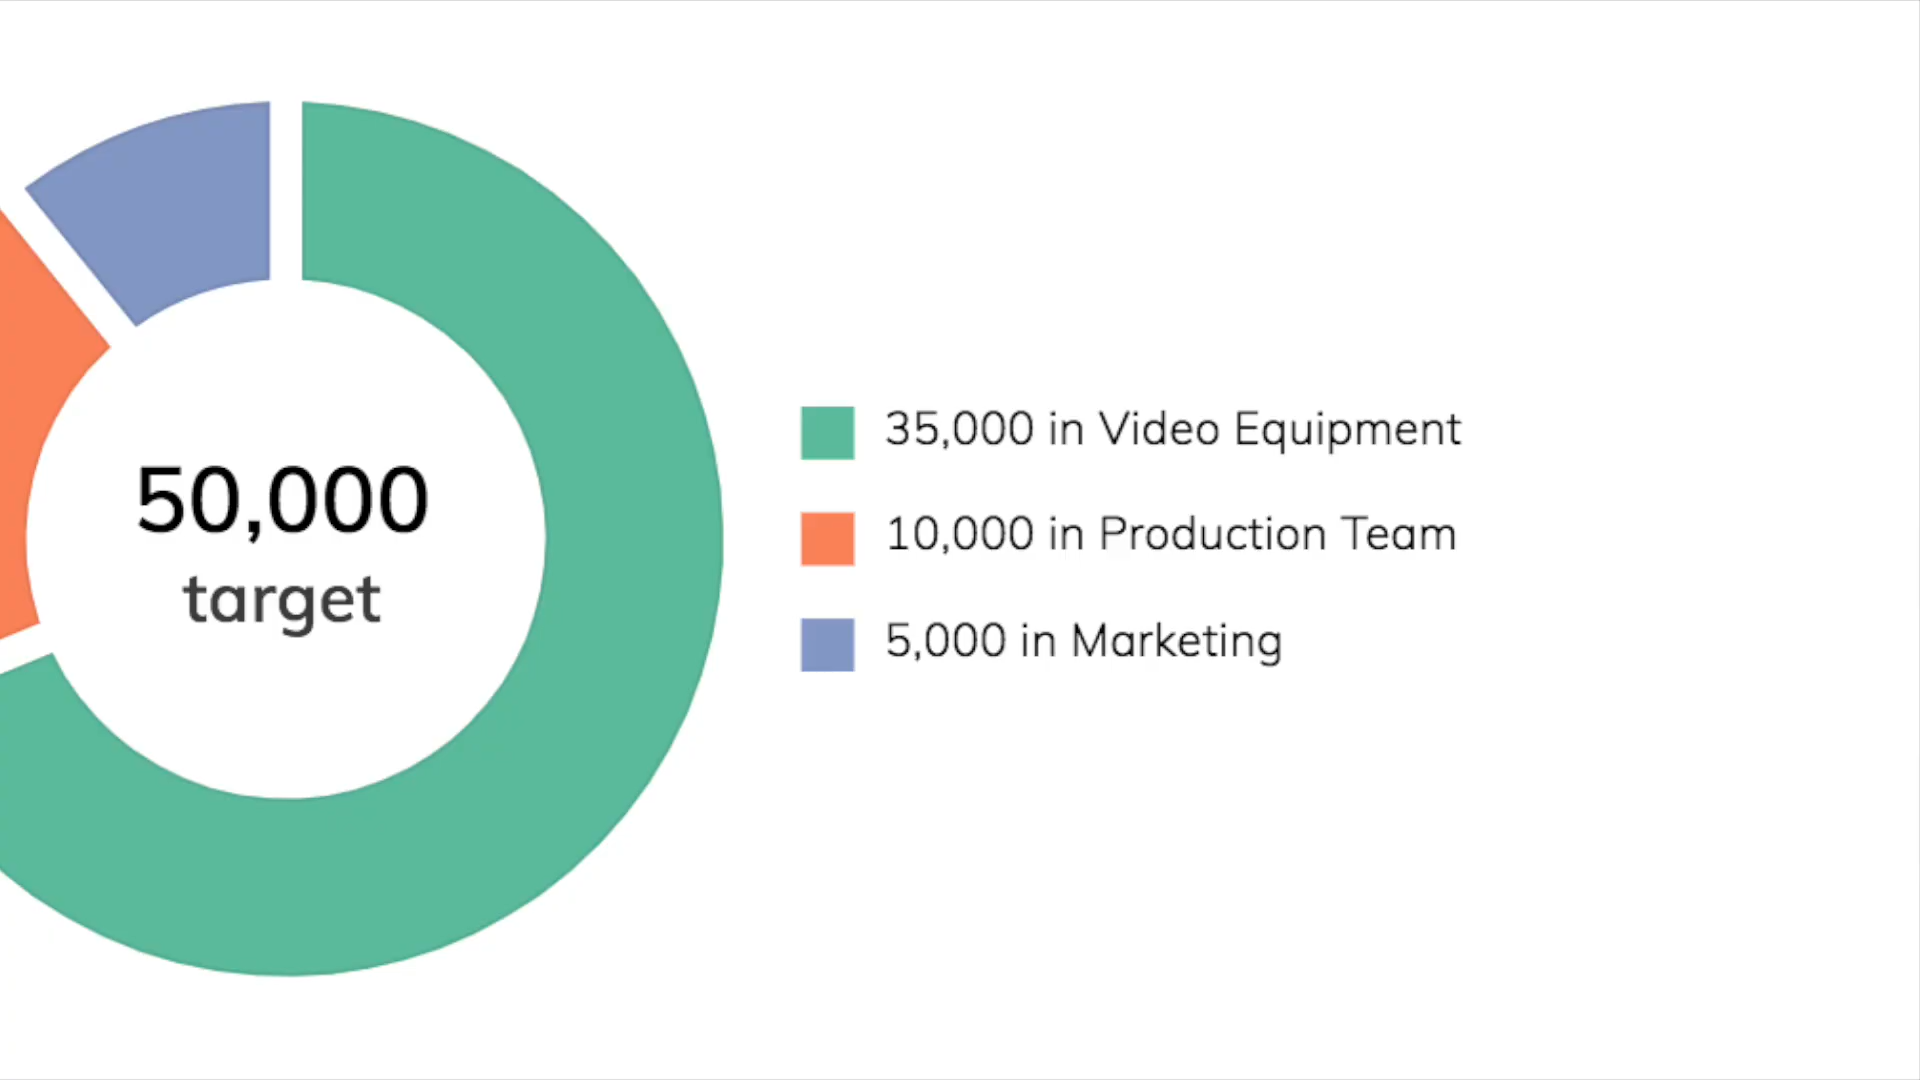 50,000
target
35,000 in Video Equipment
10,000 in Production Team
5,000 in Marketing